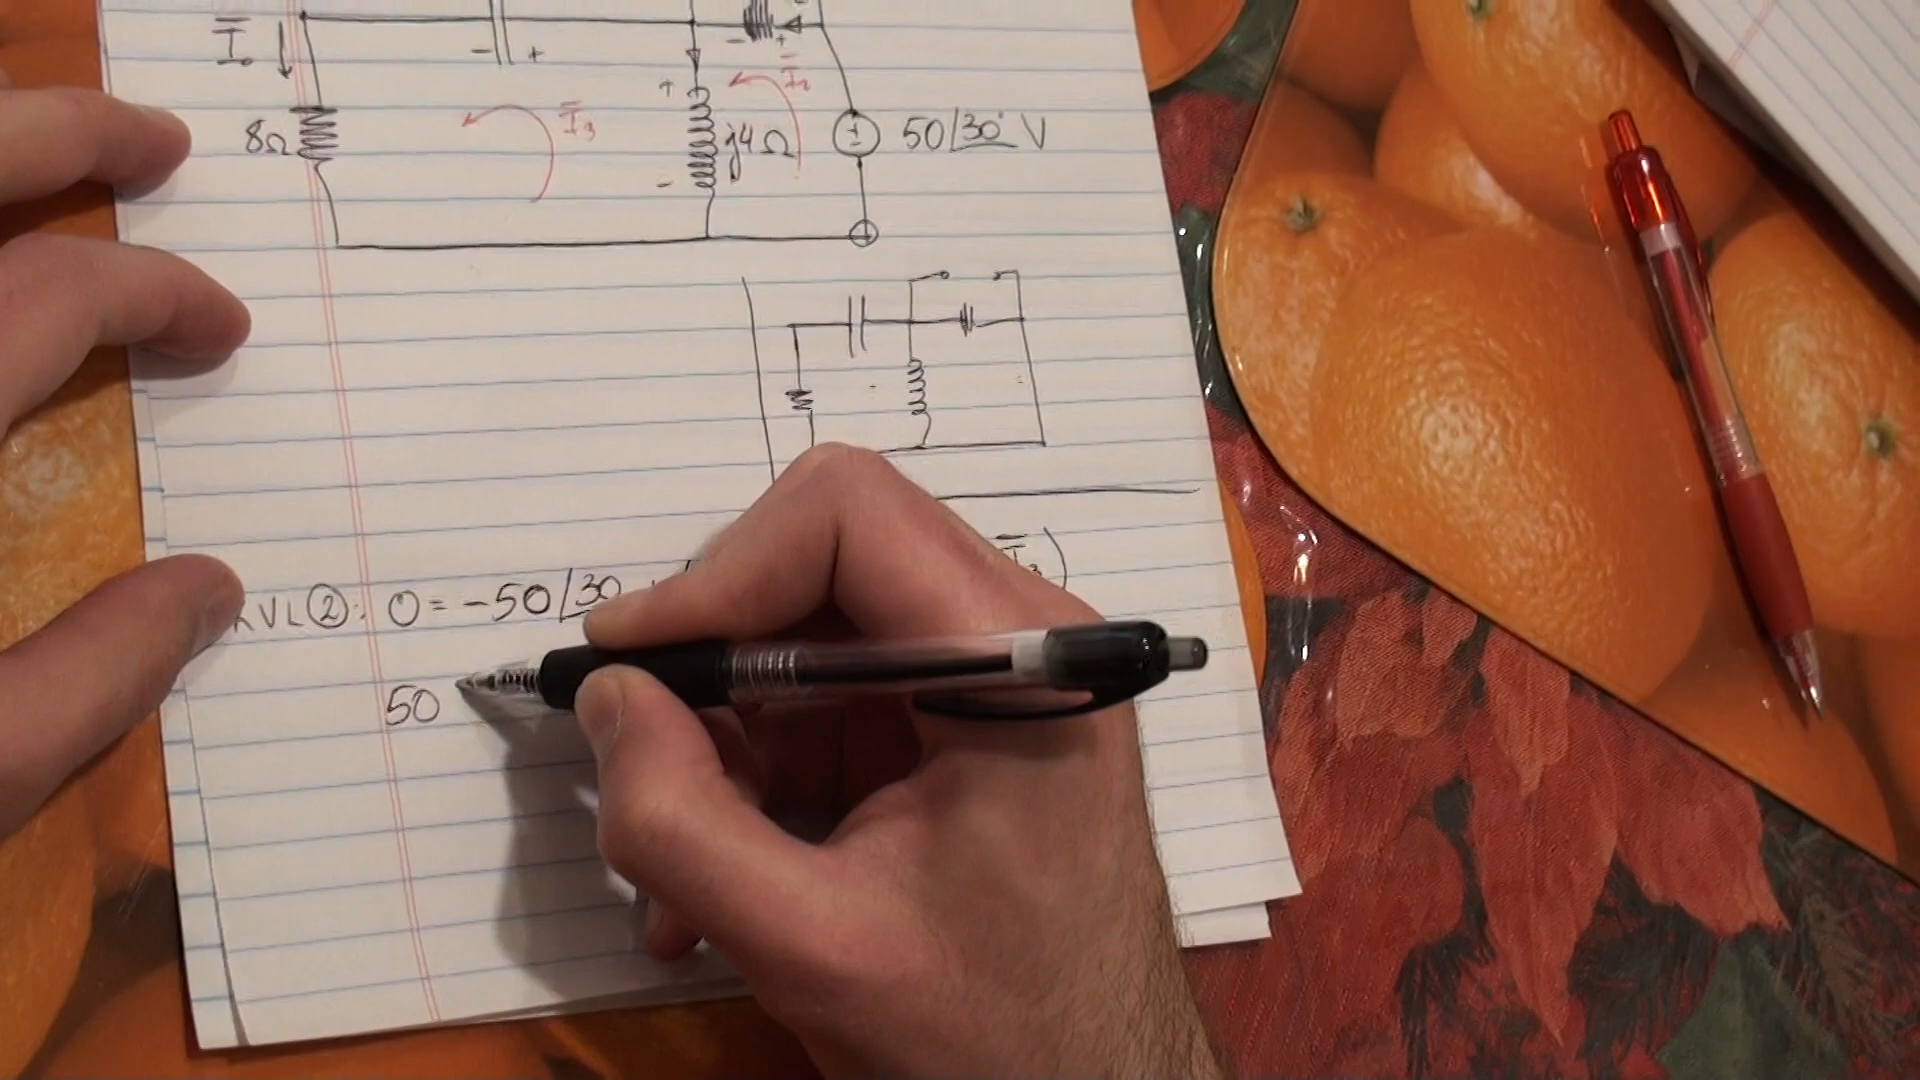 I₀
- +
- +
I₂
+
I₃
8Ω
j4Ω
±
50/30° V
-
KVL②: 0 = -50/30
50